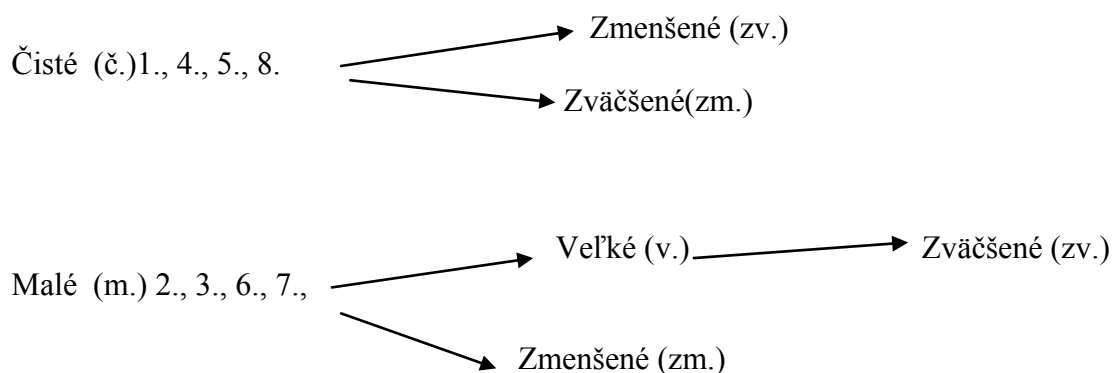 Zmenšené (zv.)
Čisté (č.)1., 4., 5., 8.
Zväčšené(zm.)
Veľké (v.)
Zväčšené (zv.)
Malé (m.) 2., 3., 6., 7.,
Zmenšené (zm.)